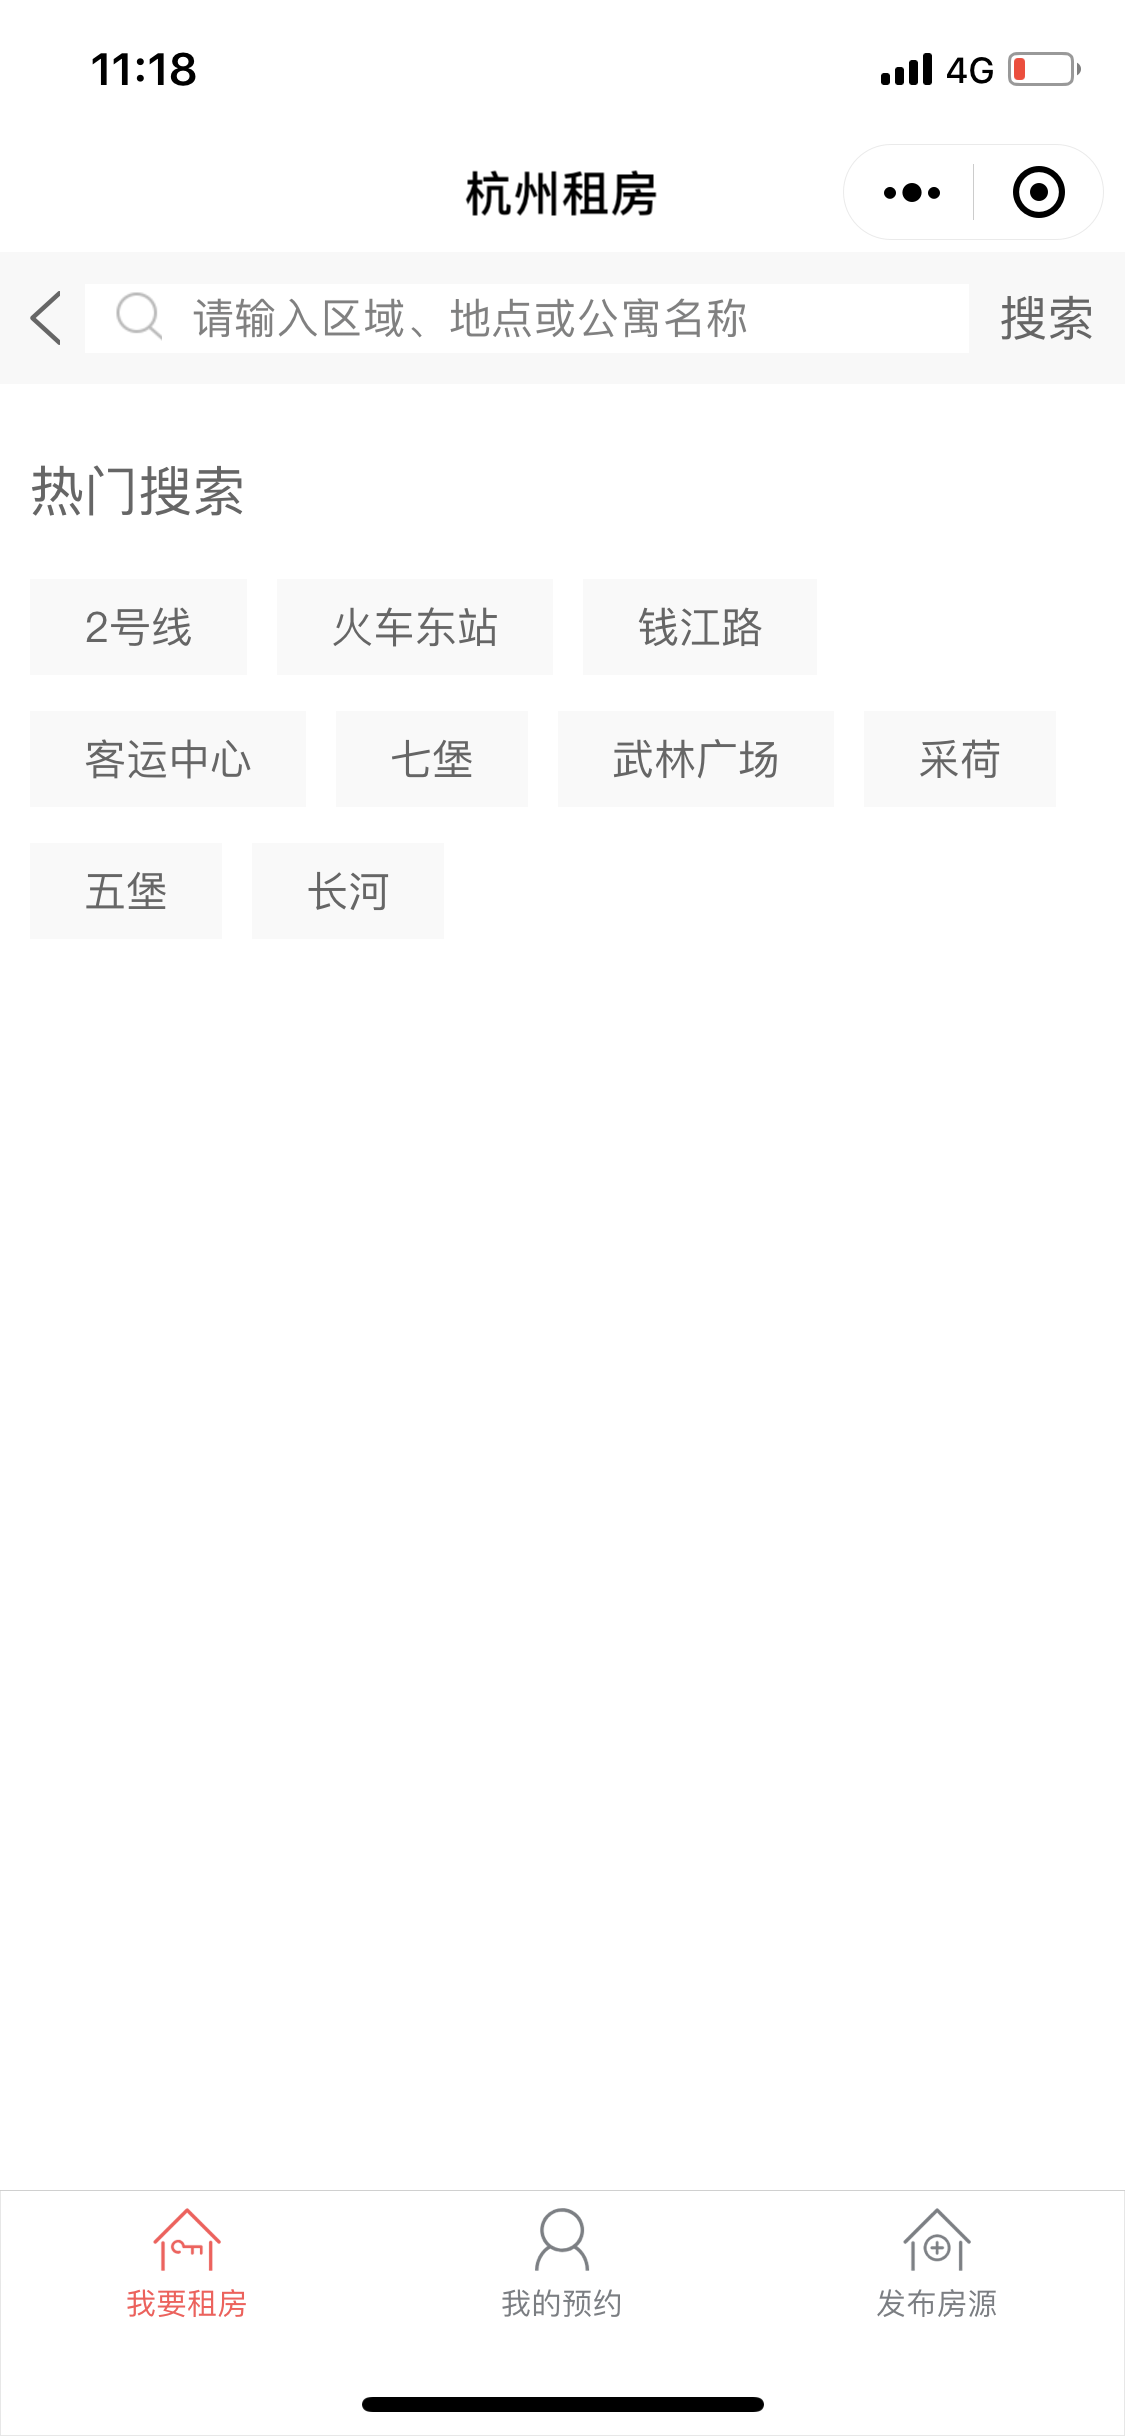 11:18 4G
杭州租房
请输入区域、地点或公寓名称 搜索
热门搜索
2号线 火车东站 钱江路
客运中心 七堡 武林广场 采荷
五堡 长河
我要租房 我的预约 发布房源